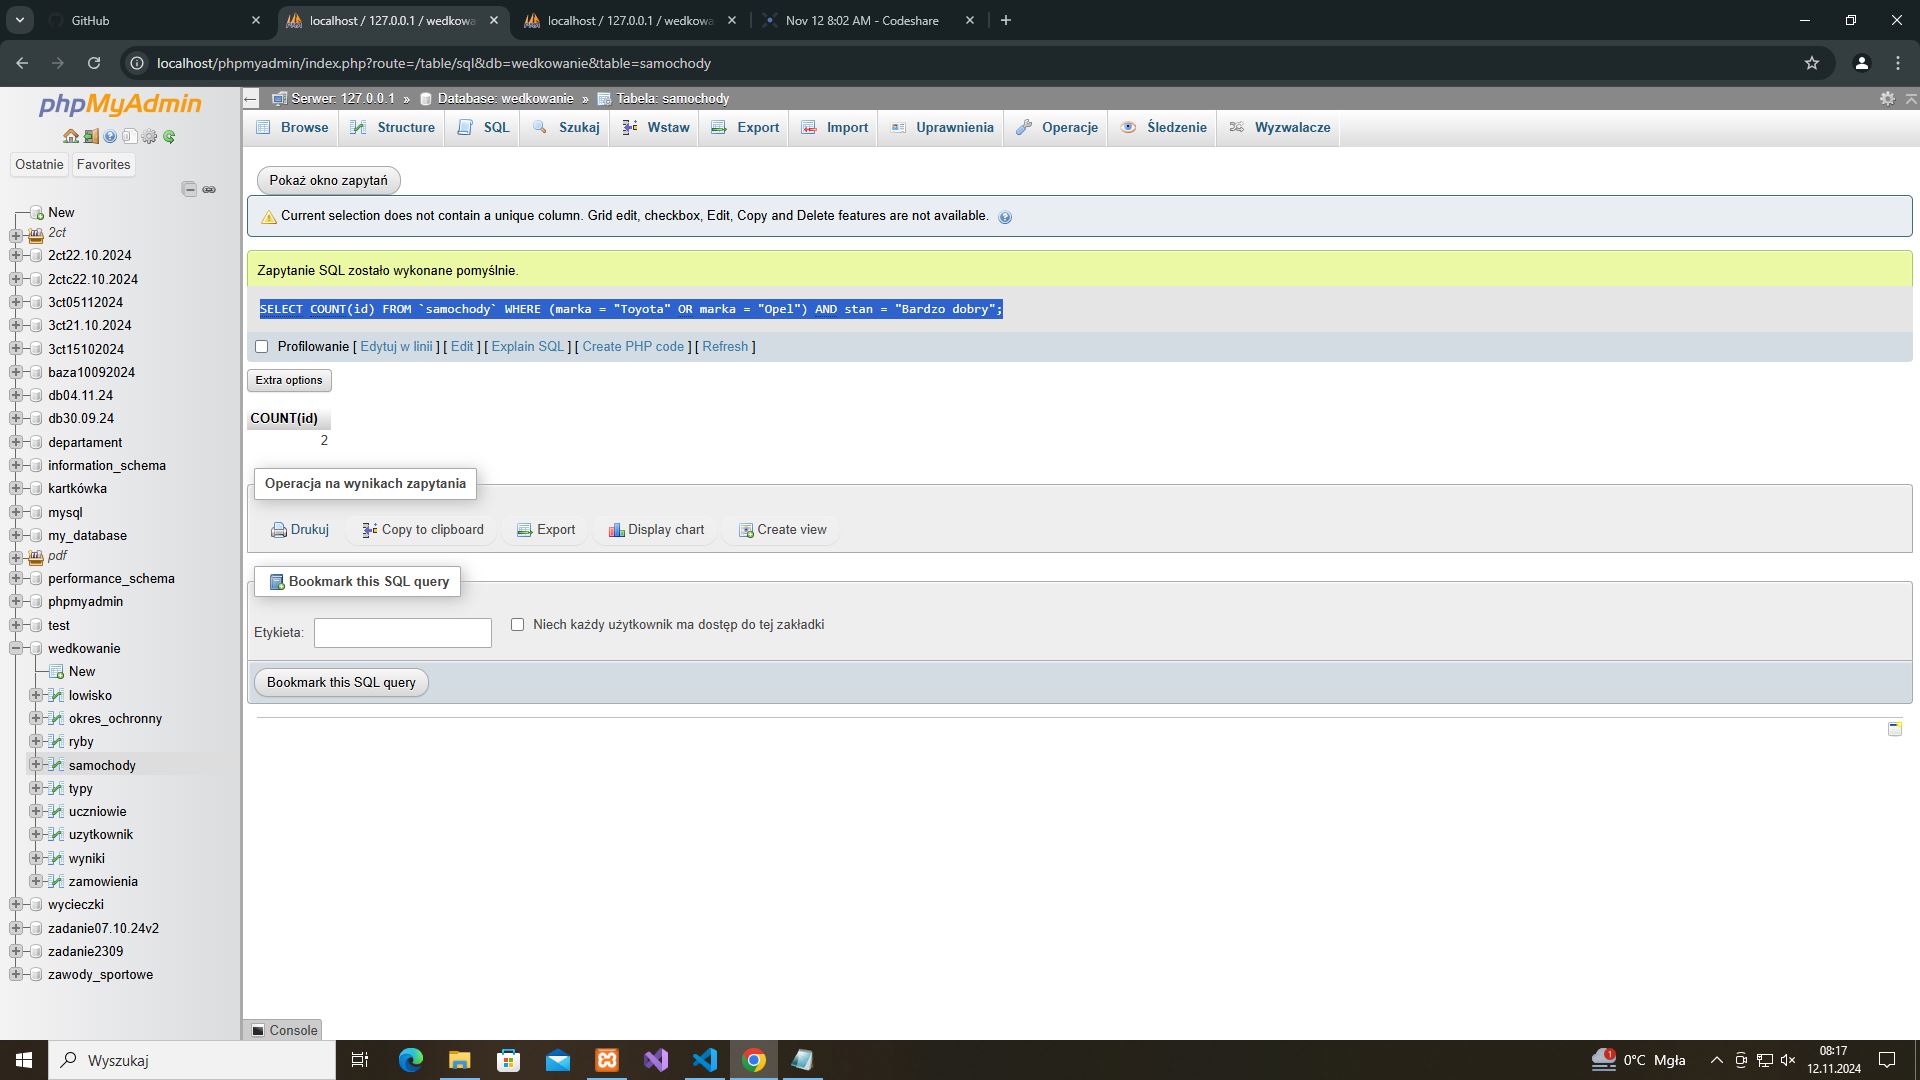 GitHub
localhost / 127.0.0.1 / wedkowa
localhost / 127.0.0.1 / wedkowa
Nov 12 8:02 AM - Codeshare
localhost/phpmyadmin/index.php?route=/table/sql&db=wedkowanie&table=samochody
phpMyAdmin
Ostatnie
Favorites
New
2ct
2ct22.10.2024
2ctc22.10.2024
3ct05112024
3ct21.10.2024
3ct15102024
baza10092024
db04.11.24
db30.09.24
departament
information_schema
kartkówka
mysql
my_database
pdf
performance_schema
phpmyadmin
test
wedkowanie
New
lowisko
okres_ochronny
ryby
samochody
typy
uczniowie
uzytkownik
wyniki
zamowienia
wycieczki
zadanie07.10.24v2
zadanie2309
zawody_sportowe
Serwer: 127.0.0.1 » Database: wedkowanie » Tabela: samochody
Browse Structure SQL Szukaj Wstaw Export Import Uprawnienia Operacje Śledzenie Wyzwalacze
Pokaż okno zapytań
Current selection does not contain a unique column. Grid edit, checkbox, Edit, Copy and Delete features are not available.
Zapytanie SQL zostało wykonane pomyślnie.
SELECT COUNT(id) FROM `samochody` WHERE (marka = "Toyota" OR marka = "Opel") AND stan = "Bardzo dobry";
Profilowanie [ Edytuj w linii ] [ Edit ] [ Explain SQL ] [ Create PHP code ] [ Refresh ]
Extra options
COUNT(id)
2
Operacja na wynikach zapytania
Drukuj Copy to clipboard Export Display chart Create view
Bookmark this SQL query
Etykieta: Niech każdy użytkownik ma dostęp do tej zakładki
Bookmark this SQL query
Console
Wyszukaj
1
0°C Mgła
08:17
12.11.2024